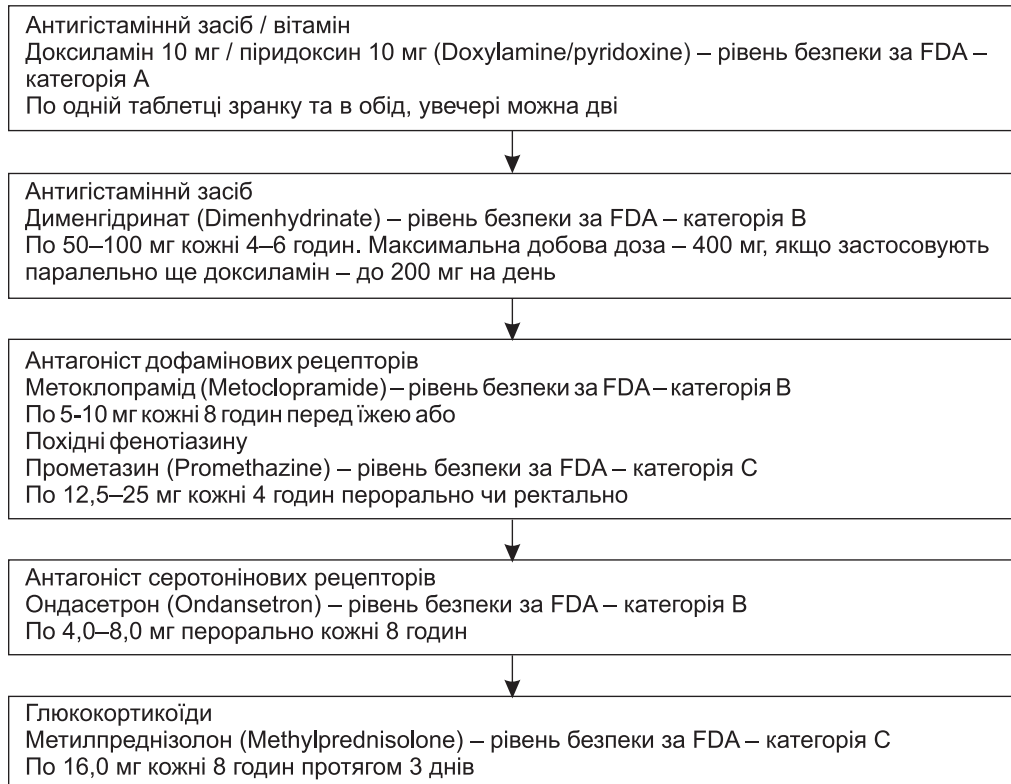 Антигістаміннй засіб / вітамін
Доксиламін 10 мг / піридоксин 10 мг (Doxylamine/pyridoxine) – рівень безпеки за FDA –
категорія А
По одній таблетці зранку та в обід, увечері можна дві
Антигістаміннй засіб
Дименгідринат (Dimenhydrinate) – рівень безпеки за FDA – категорія В
По 50–100 мг кожні 4–6 годин. Максимальна добова доза – 400 мг, якщо застосовують
паралельно ще доксиламін – до 200 мг на день
Антагоніст дофамінових рецепторів
Метоклопрамід (Metoclopramide) – рівень безпеки за FDA – категорія В
По 5-10 мг кожні 8 годин перед їжею або
Похідні фенотіазину
Прометазин (Promethazine) – рівень безпеки за FDA – категорія С
По 12,5–25 мг кожні 4 годин перорально чи ректально
Антагоніст серотонінових рецепторів
Ондасетрон (Ondansetron) – рівень безпеки за FDA – категорія В
По 4,0–8,0 мг перорально кожні 8 годин
Глюкокортикоїди
Метилпреднізолон (Methylprednisolone) – рівень безпеки за FDA – категорія С
По 16,0 мг кожні 8 годин протягом 3 днів